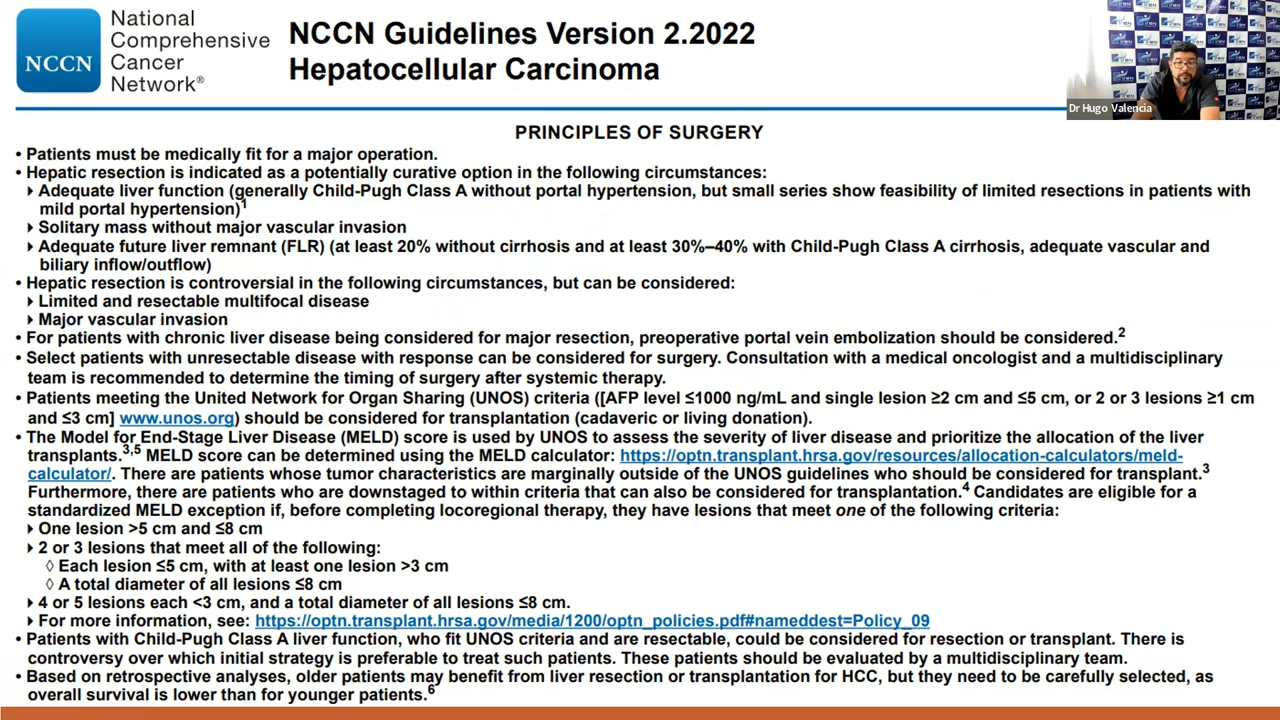 National
Comprehensive
Cancer
Network®
NCCN
NCCN Guidelines Version 2.2022
Hepatocellular Carcinoma
Dr Hugo Valencia
PRINCIPLES OF SURGERY
• Patients must be medically fit for a major operation.
• Hepatic resection is indicated as a potentially curative option in the following circumstances:
Adequate liver function (generally Child-Pugh Class A without portal hypertension, but small series show feasibility of limited resections in patients with
mild portal hypertension)1
Solitary mass without major vascular invasion
Adequate future liver remnant (FLR) (at least 20% without cirrhosis and at least 30%–40% with Child-Pugh Class A cirrhosis, adequate vascular and
biliary inflow/outflow)
• Hepatic resection is controversial in the following circumstances, but can be considered:
Limited and resectable multifocal disease
Major vascular invasion
• For patients with chronic liver disease being considered for major resection, preoperative portal vein embolization should be considered.2
• Select patients with unresectable disease with response can be considered for surgery. Consultation with a medical oncologist and a multidisciplinary
team is recommended to determine the timing of surgery after systemic therapy.
• Patients meeting the United Network for Organ Sharing (UNOS) criteria ([AFP level ≤1000 ng/mL and single lesion ≥2 cm and ≤5 cm, or 2 or 3 lesions ≥1 cm
and ≤3 cm] www.unos.org) should be considered for transplantation (cadaveric or living donation).
• The Model for End-Stage Liver Disease (MELD) score is used by UNOS to assess the severity of liver disease and prioritize the allocation of the liver
transplants.3,5 MELD score can be determined using the MELD calculator: https://optn.transplant.hrsa.gov/resources/allocation-calculators/meld-
calculator/. There are patients whose tumor characteristics are marginally outside of the UNOS guidelines who should be considered for transplant.3
Furthermore, there are patients who are downstaged to within criteria that can also be considered for transplantation.4 Candidates are eligible for a
standardized MELD exception if, before completing locoregional therapy, they have lesions that meet one of the following criteria:
One lesion >5 cm and ≤8 cm
2 or 3 lesions that meet all of the following:
◊ Each lesion ≤5 cm, with at least one lesion >3 cm
◊ A total diameter of all lesions ≤8 cm
4 or 5 lesions each <3 cm, and a total diameter of all lesions ≤8 cm.
For more information, see: https://optn.transplant.hrsa.gov/media/1200/optn_policies.pdf#nameddest=Policy_09
• Patients with Child-Pugh Class A liver function, who fit UNOS criteria and are resectable, could be considered for resection or transplant. There is
controversy over which initial strategy is preferable to treat such patients. These patients should be evaluated by a multidisciplinary team.
• Based on retrospective analyses, older patients may benefit from liver resection or transplantation for HCC, but they need to be carefully selected, as
overall survival is lower than for younger patients.6